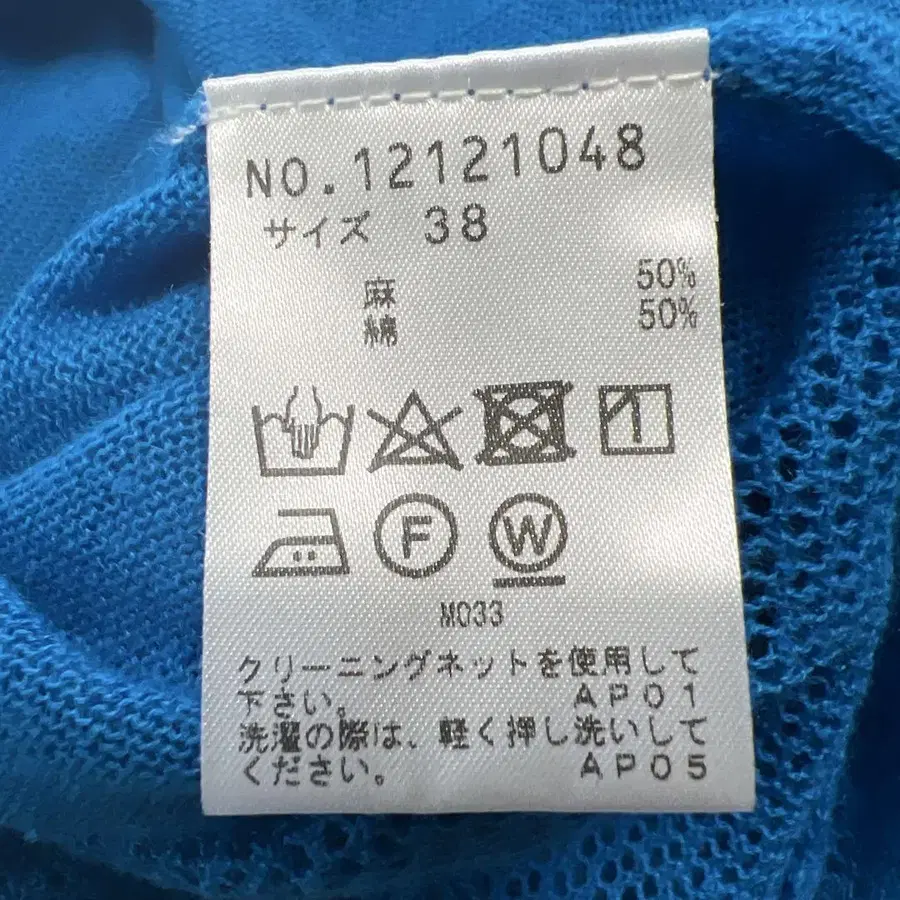 NO.12121048
サイズ 38
麻 50%
綿 50%
F W
M033
クリーニングネットを使用して
下さい。 AP01
洗濯の際は、軽く押し洗いして
ください。 AP05